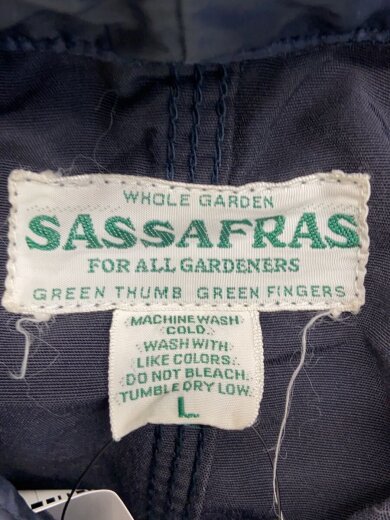 WHOLE GARDEN
SASSAFRAS
FOR ALL GARDENERS
GREEN THUMB GREEN FINGERS
MACHINE WASH
COLD.
WASH WITH
LIKE COLORS.
DO NOT BLEACH.
TUMBLE DRY LOW.
L